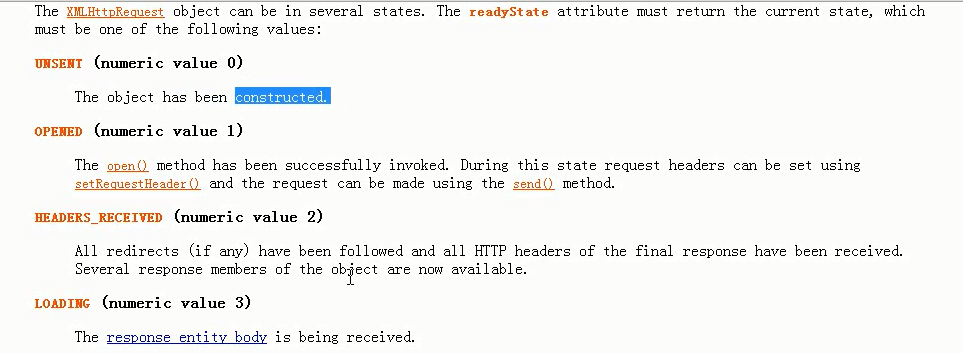 The XMLHttpRequest object can be in several states. The readyState attribute must return the current state, which
must be one of the following values:
UNSENT (numeric value 0)
The object has been constructed.
OPENED (numeric value 1)
The open() method has been successfully invoked. During this state request headers can be set using
setRequestHeader() and the request can be made using the send() method.
HEADERS_RECEIVED (numeric value 2)
All redirects (if any) have been followed and all HTTP headers of the final response have been received.
Several response members of the object are now available.
LOADING (numeric value 3)
The response entity body is being received.